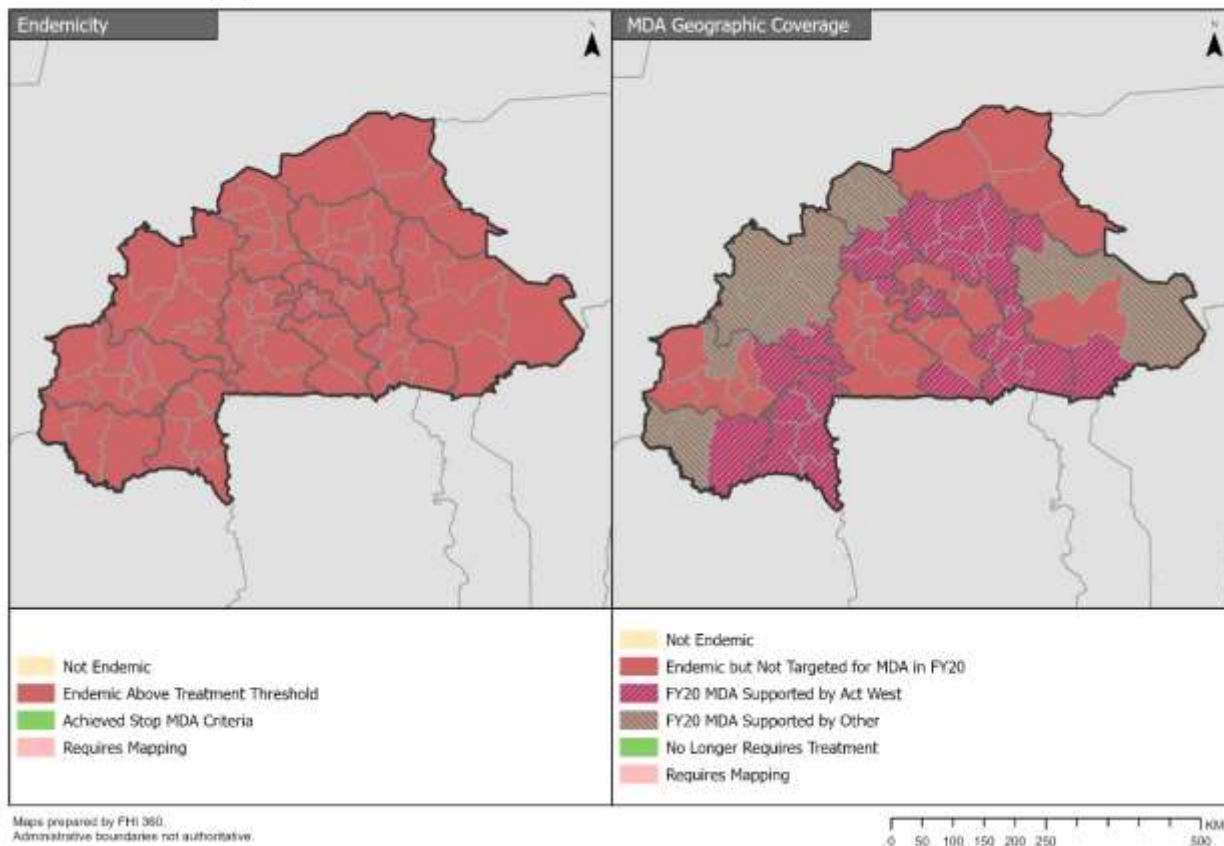 Endemicity
N
Not Endemic
Endemic Above Treatment Threshold
Achieved Stop MDA Criteria
Requires Mapping
MDA Geographic Coverage
N
Not Endemic
Endemic but Not Targeted for MDA in FY20
FY20 MDA Supported by Act West
FY20 MDA Supported by Other
No Longer Requires Treatment
Requires Mapping
Maps prepared by FHI 360.
Administrative boundaries not authoritative.
KM
0 50 100 150 200 250 500